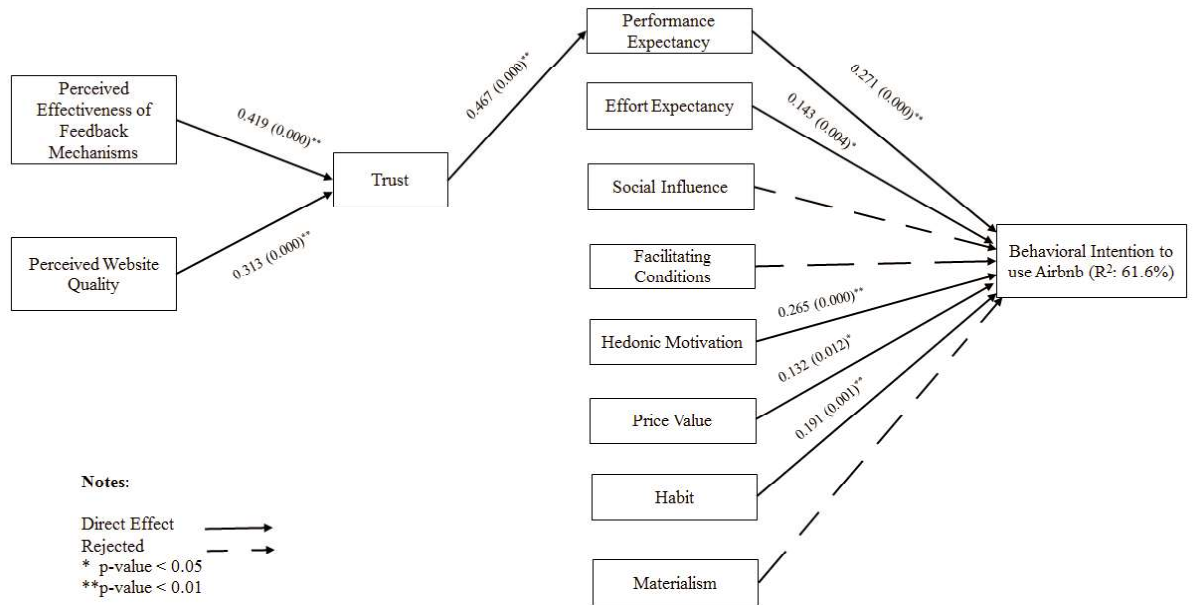 Performance
Expectancy
Perceived
Effectiveness of
Feedback
Mechanisms
0.419 (0.000)**
0.467 (0.000)**
0.271 (0.000)**
Effort Expectancy
0.143 (0.004)*
Trust
Social Influence
Perceived Website
Quality
0.313 (0.000)**
Facilitating
Conditions
Behavioral Intention to
use Airbnb (R²: 61.6%)
Hedonic Motivation
0.265 (0.000)**
Price Value
0.132 (0.012)*
Habit
0.191 (0.001)**
Materialism
Notes:
Direct Effect
Rejected
* p-value < 0.05
**p-value < 0.01